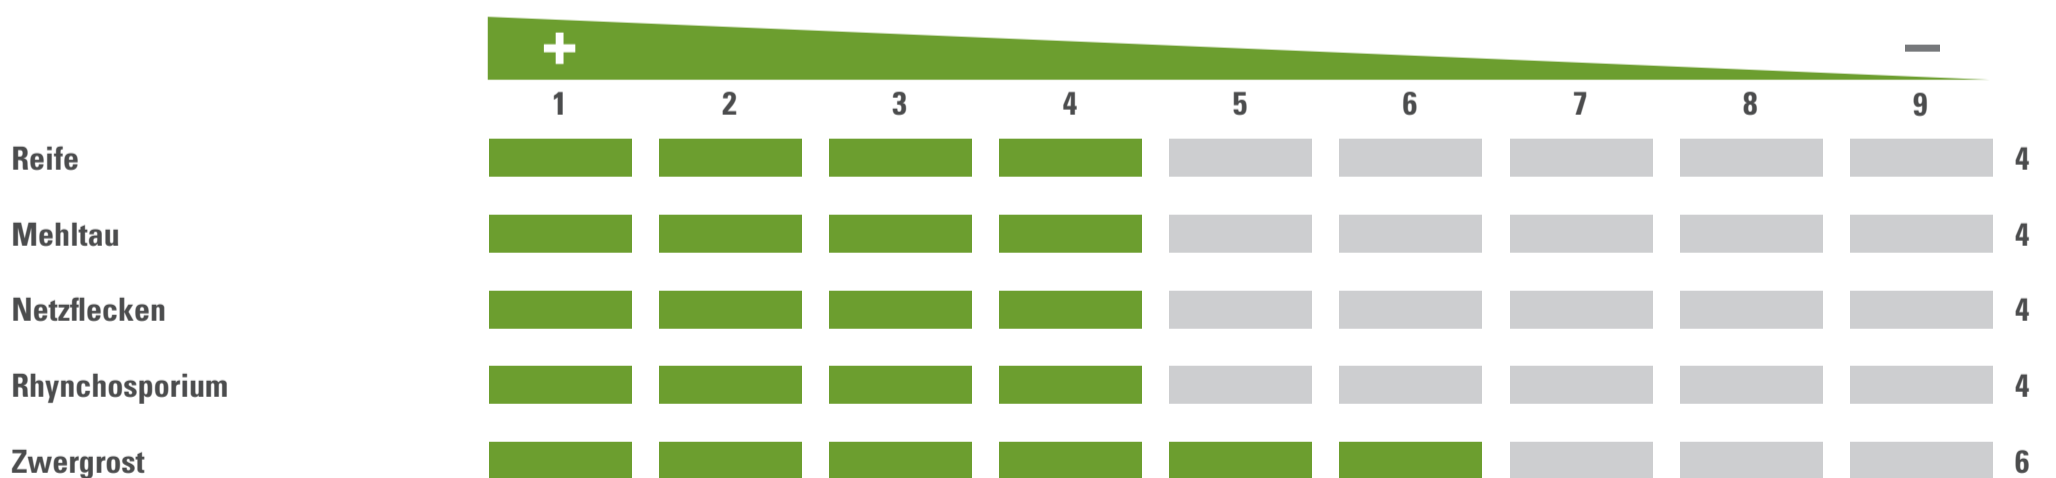 + –
1 2 3 4 5 6 7 8 9
Reife 4
Mehltau 4
Netzflecken 4
Rhynchosporium 4
Zwergrost 6